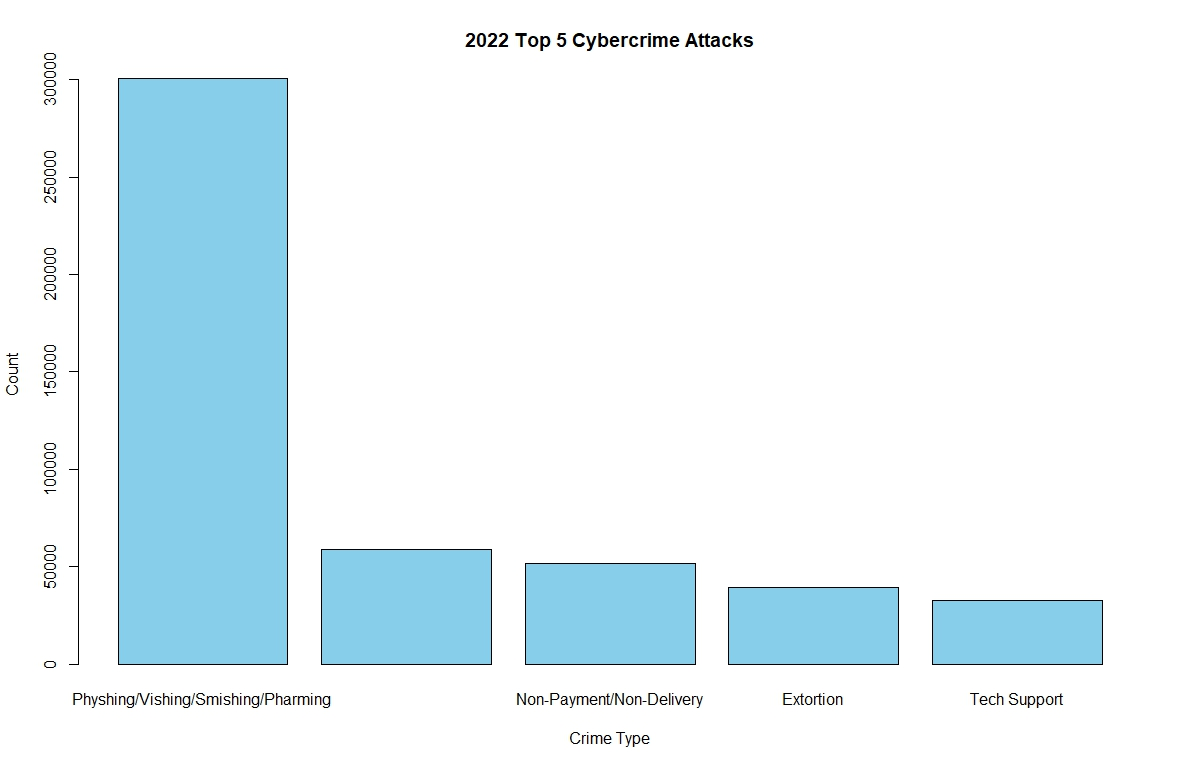 2022 Top 5 Cybercrime Attacks
300000
250000
200000
150000
100000
50000
0
Count
Physhing/Vishing/Smishing/Pharming
Non-Payment/Non-Delivery
Extortion
Tech Support
Crime Type